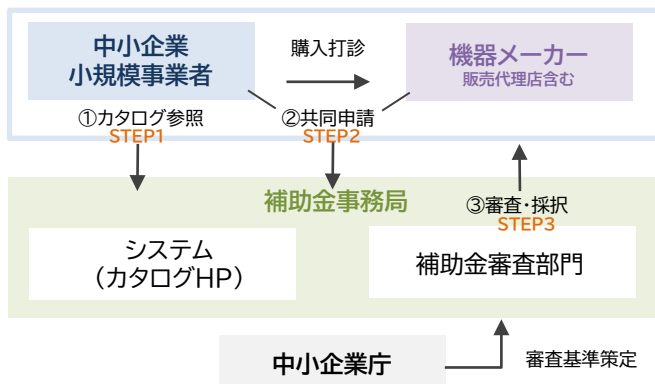 中小企業
小規模事業者
購入打診
機器メーカー
販売代理店含む
①カタログ参照
STEP1
②共同申請
STEP2
補助金事務局
③審査・採択
STEP3
システム
（カタログHP）
補助金審査部門
中小企業庁
審査基準策定